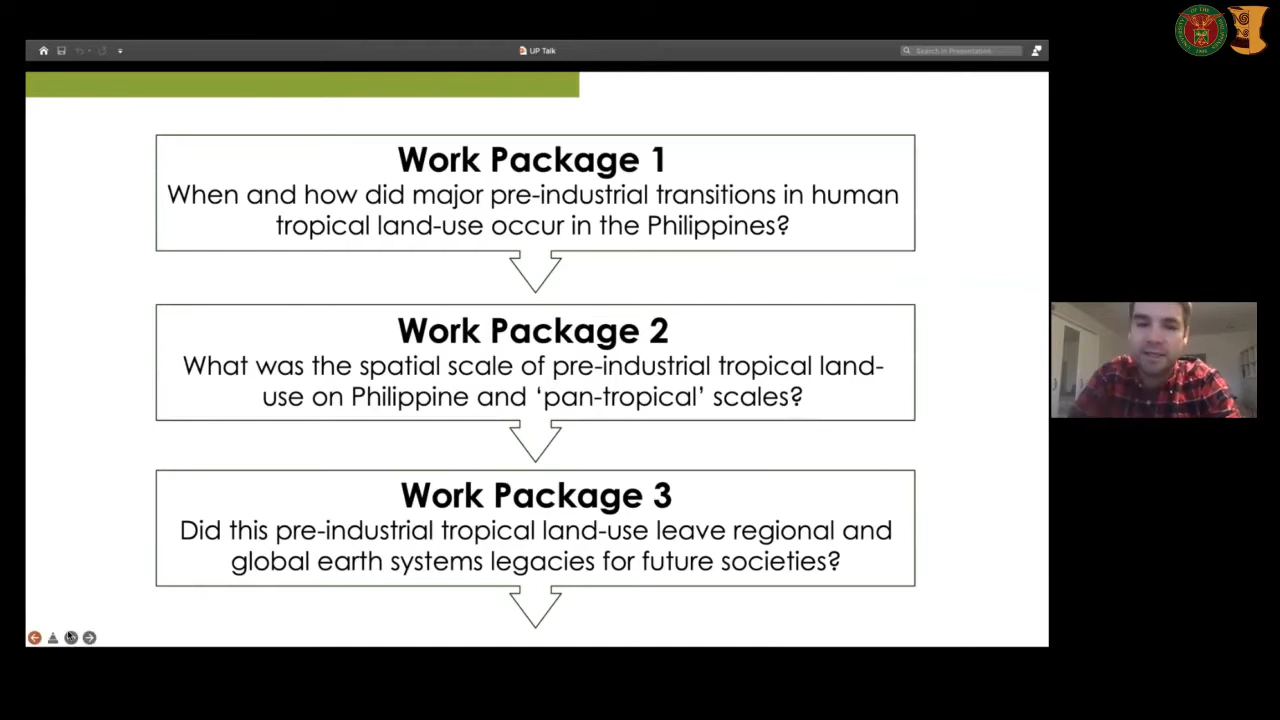 UP Talk
Search in Presentation
Work Package 1
When and how did major pre-industrial transitions in human
tropical land-use occur in the Philippines?
Work Package 2
What was the spatial scale of pre-industrial tropical land-
use on Philippine and ‘pan-tropical’ scales?
Work Package 3
Did this pre-industrial tropical land-use leave regional and
global earth systems legacies for future societies?